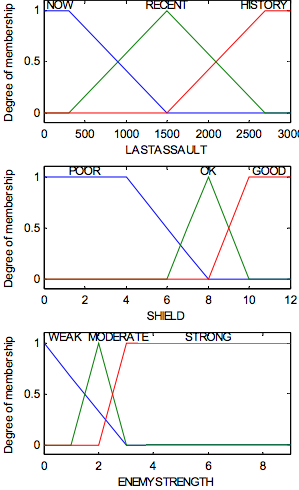 NOW RECENT HISTORY
1
0.5
0
Degree of membership
0 500 1000 1500 2000 2500 3000
LASTASSAULT
POOR OK GOOD
1
0.5
0
Degree of membership
0 2 4 6 8 10 12
SHIELD
WEAK MODERATE STRONG
1
0.5
0
Degree of membership
0 2 4 6 8
ENEMYSTRENGTH